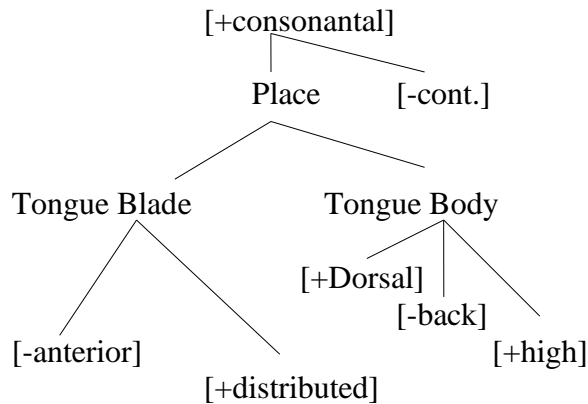 [+consonantal]
Place [-cont.]
Tongue Blade Tongue Body
[+Dorsal]
[-back]
[-anterior] [+high]
[+distributed]